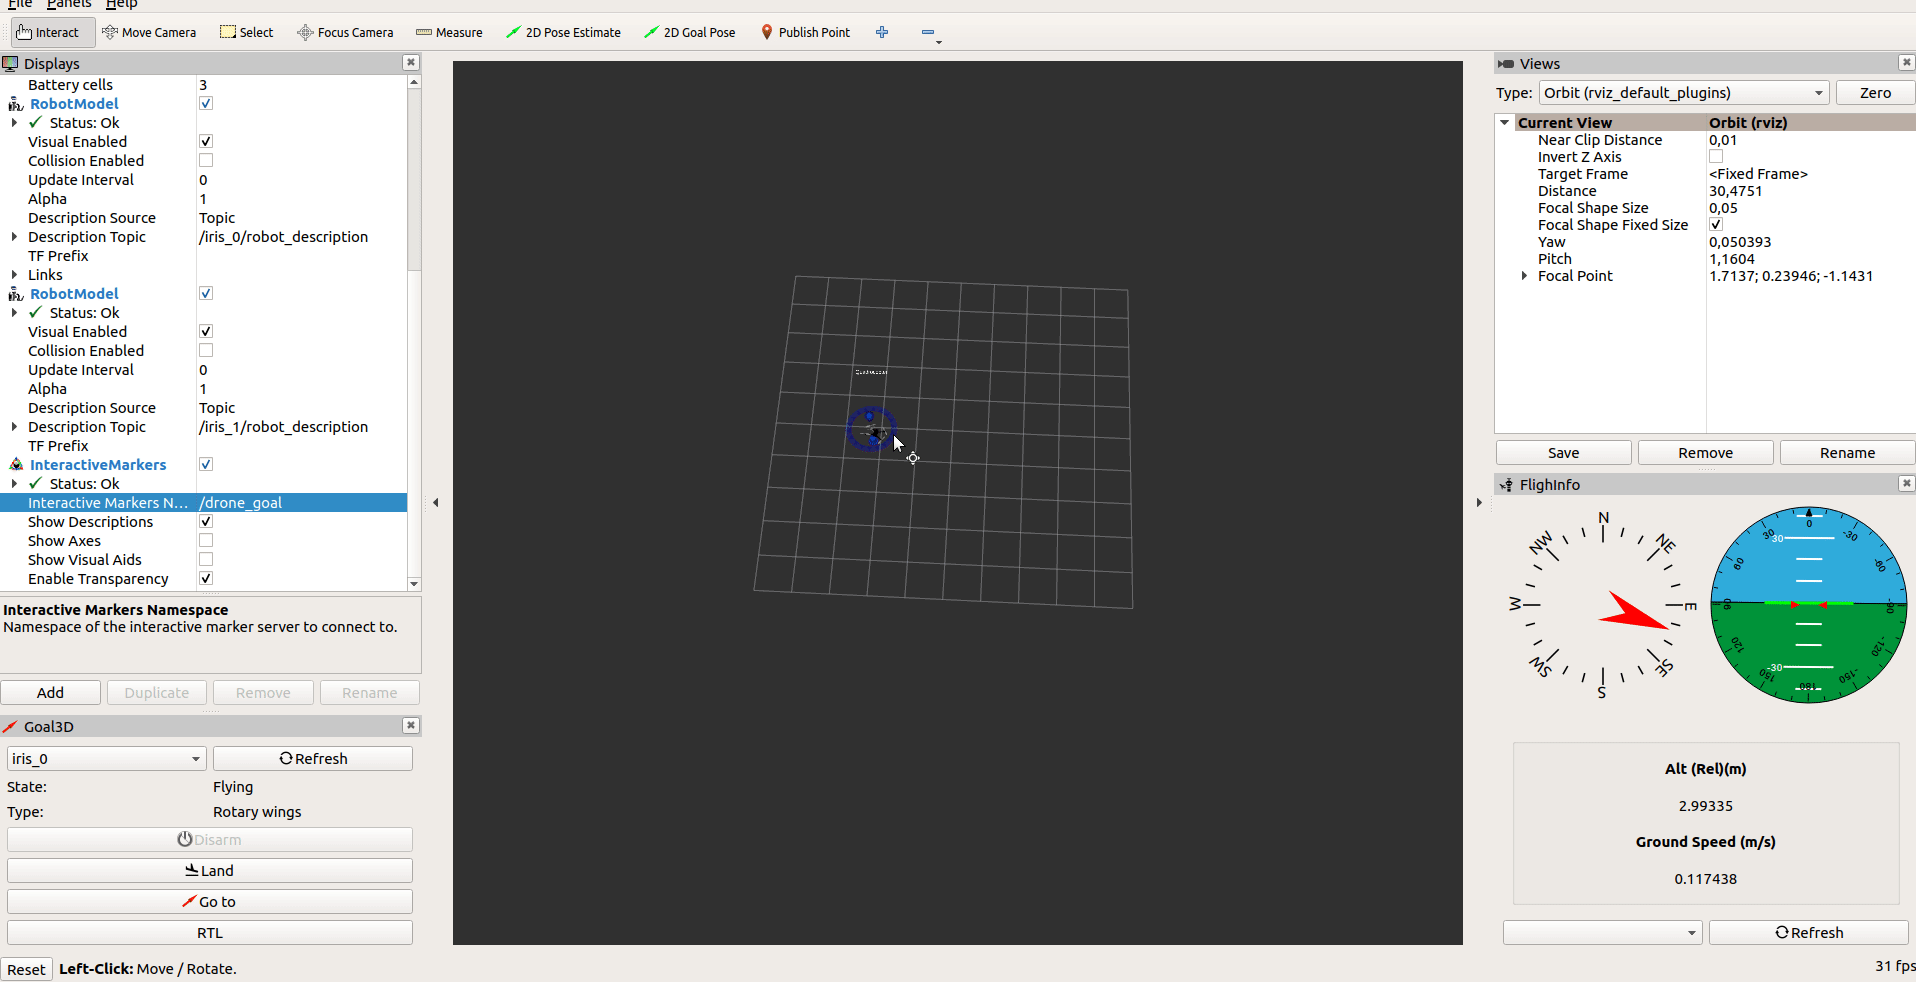 File Panels Help
Interact Move Camera Select Focus Camera Measure 2D Pose Estimate 2D Goal Pose Publish Point
Displays
Battery cells 3
RobotModel
Status: Ok
Visual Enabled
Collision Enabled
Update Interval 0
Alpha 1
Description Source Topic
Description Topic /iris_0/robot_description
TF Prefix
Links
RobotModel
Status: Ok
Visual Enabled
Collision Enabled
Update Interval 0
Alpha 1
Description Source Topic
Description Topic /iris_1/robot_description
TF Prefix
InteractiveMarkers
Status: Ok
Interactive Markers N... /drone_goal
Show Descriptions
Show Axes
Show Visual Aids
Enable Transparency
Interactive Markers Namespace
Namespace of the interactive marker server to connect to.
Add Duplicate Remove Rename
Goal3D
iris_0 Refresh
State: Flying
Type: Rotary wings
Disarm
Land
Go to
RTL
Reset Left-Click: Move / Rotate.
Views
Type: Orbit (rviz_default_plugins) Zero
Current View Orbit (rviz)
Near Clip Distance 0,01
Invert Z Axis
Target Frame <Fixed Frame>
Distance 30,4751
Focal Shape Size 0,05
Focal Shape Fixed Size
Yaw 0,050393
Pitch 1,1604
Focal Point 1.7137; 0.23946; -1.1431
Save Remove Rename
FlighInfo
N
NW NE
W E
SW SE
S
0
30 -30
30
60 -60
90 -90
120 -120
-30
150 -150
180
Alt (Rel)(m)
2.99335
Ground Speed (m/s)
0.117438
Refresh
31 fps